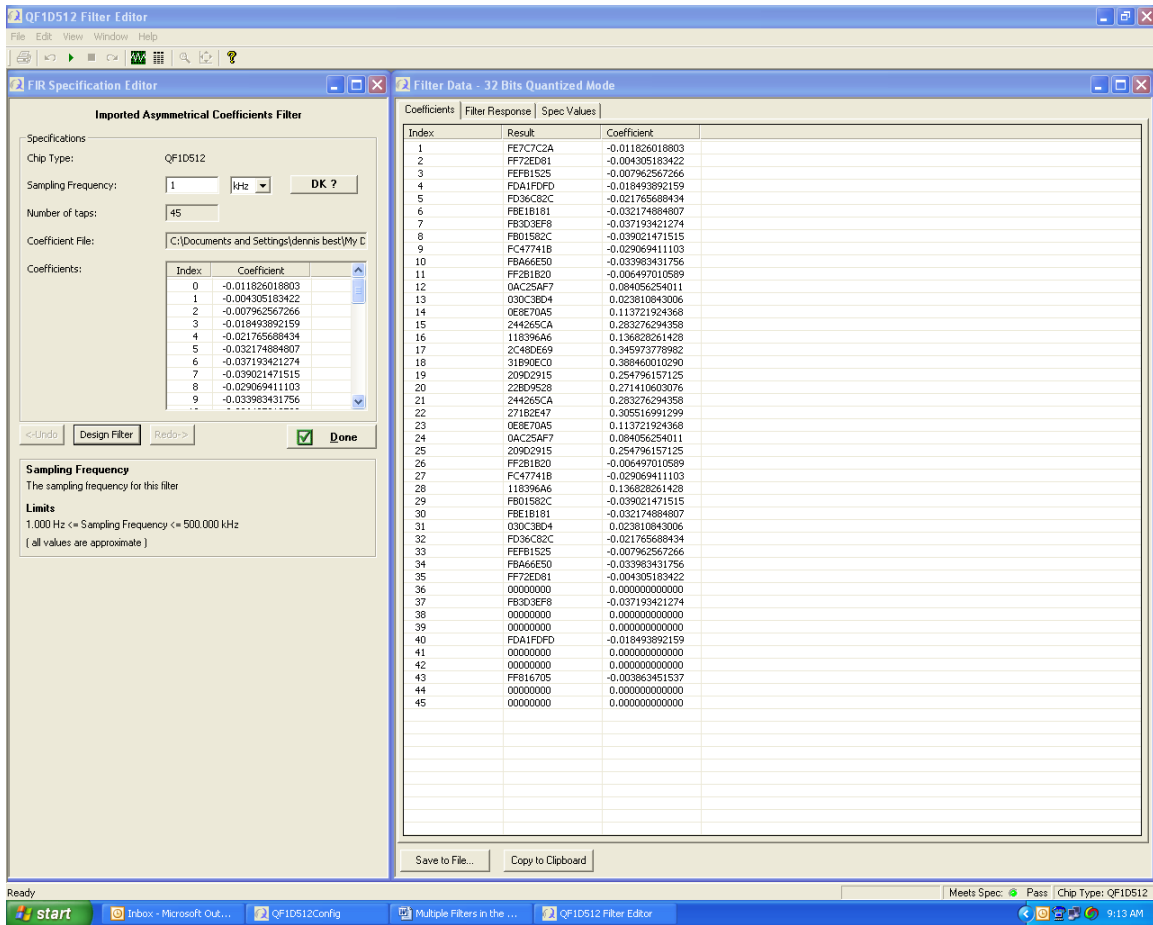 QF1D512 Filter Editor
File Edit View Window Help
FIR Specification Editor
Imported Asymmetrical Coefficients Filter
Specifications
Chip Type: QF1D512
Sampling Frequency: 1 kHz DK ?
Number of taps: 45
Coefficient File: C:\Documents and Settings\dennis best\My D
Coefficients:
Index Coefficient
0 -0.011826018803
1 -0.004305183422
2 -0.007962567266
3 -0.018493892159
4 -0.021765688434
5 -0.032174884807
6 -0.037193421274
7 -0.039021471515
8 -0.029069411103
9 -0.033983431756
<-Undo Design Filter Redo-> Done
Sampling Frequency
The sampling frequency for this filter
Limits
1.000 Hz <= Sampling Frequency <= 500.000 kHz
( all values are approximate )
Filter Data - 32 Bits Quantized Mode
Coefficients Filter Response Spec Values
Index Result Coefficient
1 FE7C7C2A -0.011826018803
2 FF72ED81 -0.004305183422
3 FEFB1525 -0.007962567266
4 FDA1FDFD -0.018493892159
5 FD36C82C -0.021765688434
6 FBE1B181 -0.032174884807
7 FB3D3EF8 -0.037193421274
8 FB01582C -0.039021471515
9 FC47741B -0.029069411103
10 FBA66E50 -0.033983431756
11 FF2B1B20 -0.006497010589
12 0AC25AF7 0.084056254011
13 030C3BD4 0.023810843006
14 0E8E70A5 0.113721924368
15 244265CA 0.283276294358
16 118396A6 0.136828261428
17 2C48DE69 0.345973778982
18 31B90EC0 0.388460010290
19 209D2915 0.254796157125
20 22BD9528 0.271410603076
21 244265CA 0.283276294358
22 271B2E47 0.305516991299
23 0E8E70A5 0.113721924368
24 0AC25AF7 0.084056254011
25 209D2915 0.254796157125
26 FF2B1B20 -0.006497010589
27 FC47741B -0.029069411103
28 118396A6 0.136828261428
29 FB01582C -0.039021471515
30 FBE1B181 -0.032174884807
31 030C3BD4 0.023810843006
32 FD36C82C -0.021765688434
33 FEFB1525 -0.007962567266
34 FBA66E50 -0.033983431756
35 FF72ED81 -0.004305183422
36 00000000 0.000000000000
37 FB3D3EF8 -0.037193421274
38 00000000 0.000000000000
39 00000000 0.000000000000
40 FDA1FDFD -0.018493892159
41 00000000 0.000000000000
42 00000000 0.000000000000
43 FF816705 -0.003863451537
44 00000000 0.000000000000
45 00000000 0.000000000000
Save to File... Copy to Clipboard
Ready Meets Spec: Pass Chip Type: QF1D512
start Inbox - Microsoft Out... QF1D512Config Multiple Filters in the ... QF1D512 Filter Editor 9:13 AM